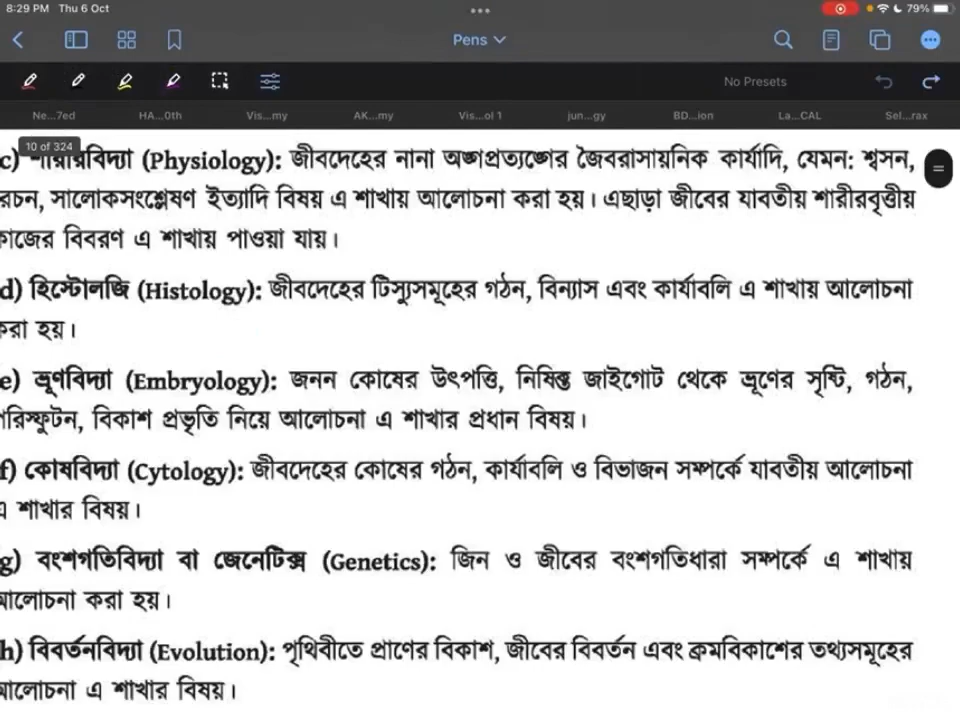 8:29 PM Thu 6 Oct
79%
Pens
No Presets
Ne...7ed HA...0th Vis...my AK...my Vis...ol 1 jun...gy BD...ion La...CAL Sel...rax
10 of 324
c) শারীরবিদ্যা (Physiology): জীবদেহের নানা অঙ্গপ্রত্যঙ্গের জৈবরাসায়নিক কার্যাদি, যেমন: শ্বসন,
রেচন, সালোকসংশ্লেষণ ইত্যাদি বিষয় এ শাখায় আলোচনা করা হয়। এছাড়া জীবের যাবতীয় শারীরবৃত্তীয়
কাজের বিবরণ এ শাখায় পাওয়া যায়।
d) হিস্টোলজি (Histology): জীবদেহের টিস্যুসমূহের গঠন, বিন্যাস এবং কার্যাবলি এ শাখায় আলোচনা
করা হয়।
e) ভ্রূণবিদ্যা (Embryology): জনন কোষের উৎপত্তি, নিষিক্ত জাইগোট থেকে ভ্রূণের সৃষ্টি, গঠন,
পরিস্ফুটন, বিকাশ প্রভৃতি নিয়ে আলোচনা এ শাখার প্রধান বিষয়।
f) কোষবিদ্যা (Cytology): জীবদেহের কোষের গঠন, কার্যাবলি ও বিভাজন সম্পর্কে যাবতীয় আলোচনা
এ শাখার বিষয়।
g) বংশগতিবিদ্যা বা জেনেটিক্স (Genetics): জিন ও জীবের বংশগতিধারা সম্পর্কে এ শাখায়
আলোচনা করা হয়।
h) বিবর্তনবিদ্যা (Evolution): পৃথিবীতে প্রাণের বিকাশ, জীবের বিবর্তন এবং ক্রমবিকাশের তথ্যসমূহের
আলোচনা এ শাখার বিষয়।